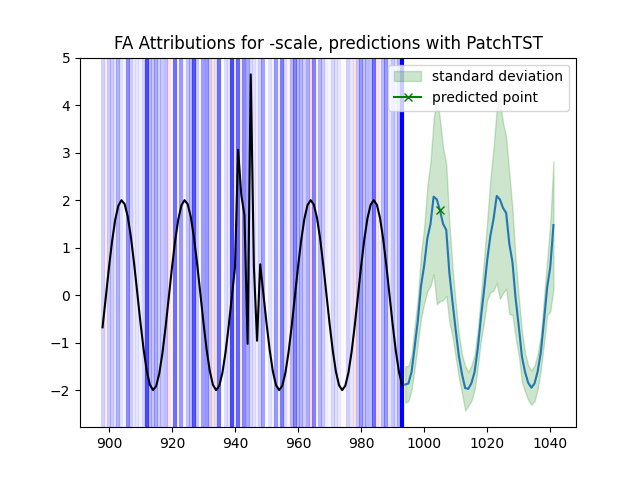 FA Attributions for -scale, predictions with PatchTST
5
4
3
2
1
0
−1
−2
standard deviation
predicted point
900 920 940 960 980 1000 1020 1040